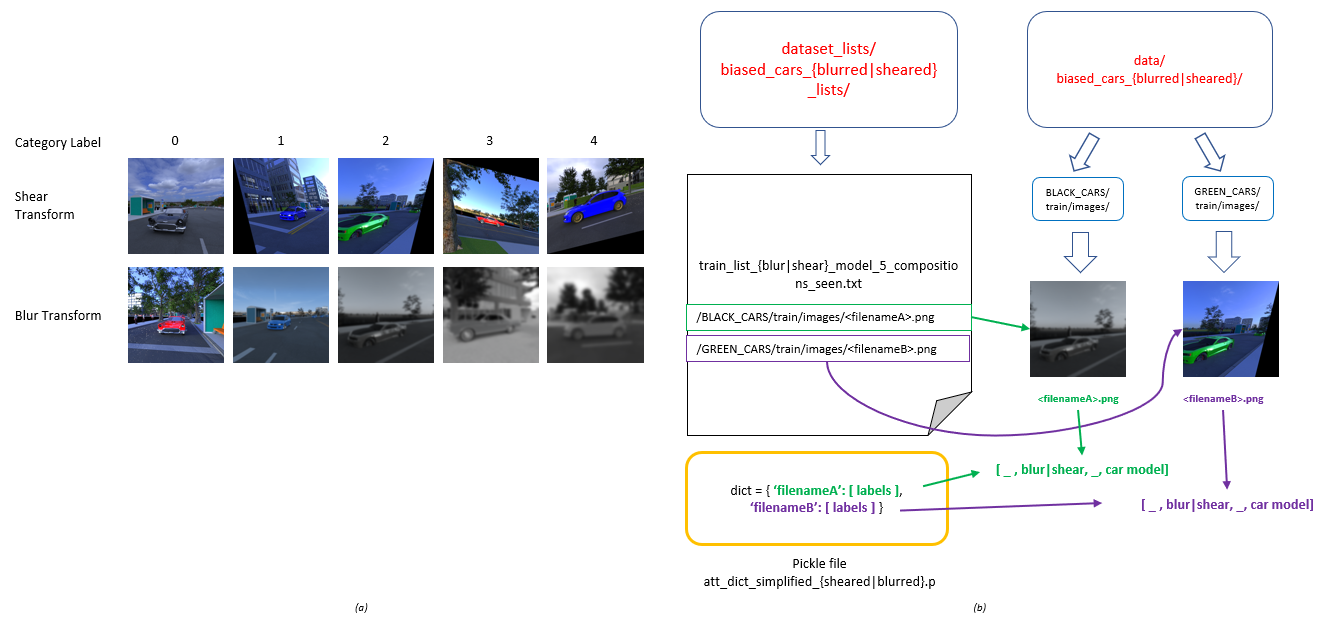 Category Label
0
1
2
3
4
Shear
Transform
Blur Transform
(a)
dataset_lists/
biased_cars_{blurred|sheared}
_lists/
data/
biased_cars_{blurred|sheared}/
BLACK_CARS/
train/images/
GREEN_CARS/
train/images/
train_list_{blur|shear}_model_5_compositio
ns_seen.txt
/BLACK_CARS/train/images/<filenameA>.png
/GREEN_CARS/train/images/<filenameB>.png
<filenameA>.png
<filenameB>.png
[ _ , blur|shear, _, car model]
[ _ , blur|shear, _, car model]
dict = { ‘filenameA’: [ labels ],
‘filenameB’: [ labels ] }
Pickle file
att_dict_simplified_{sheared|blurred}.p
(b)